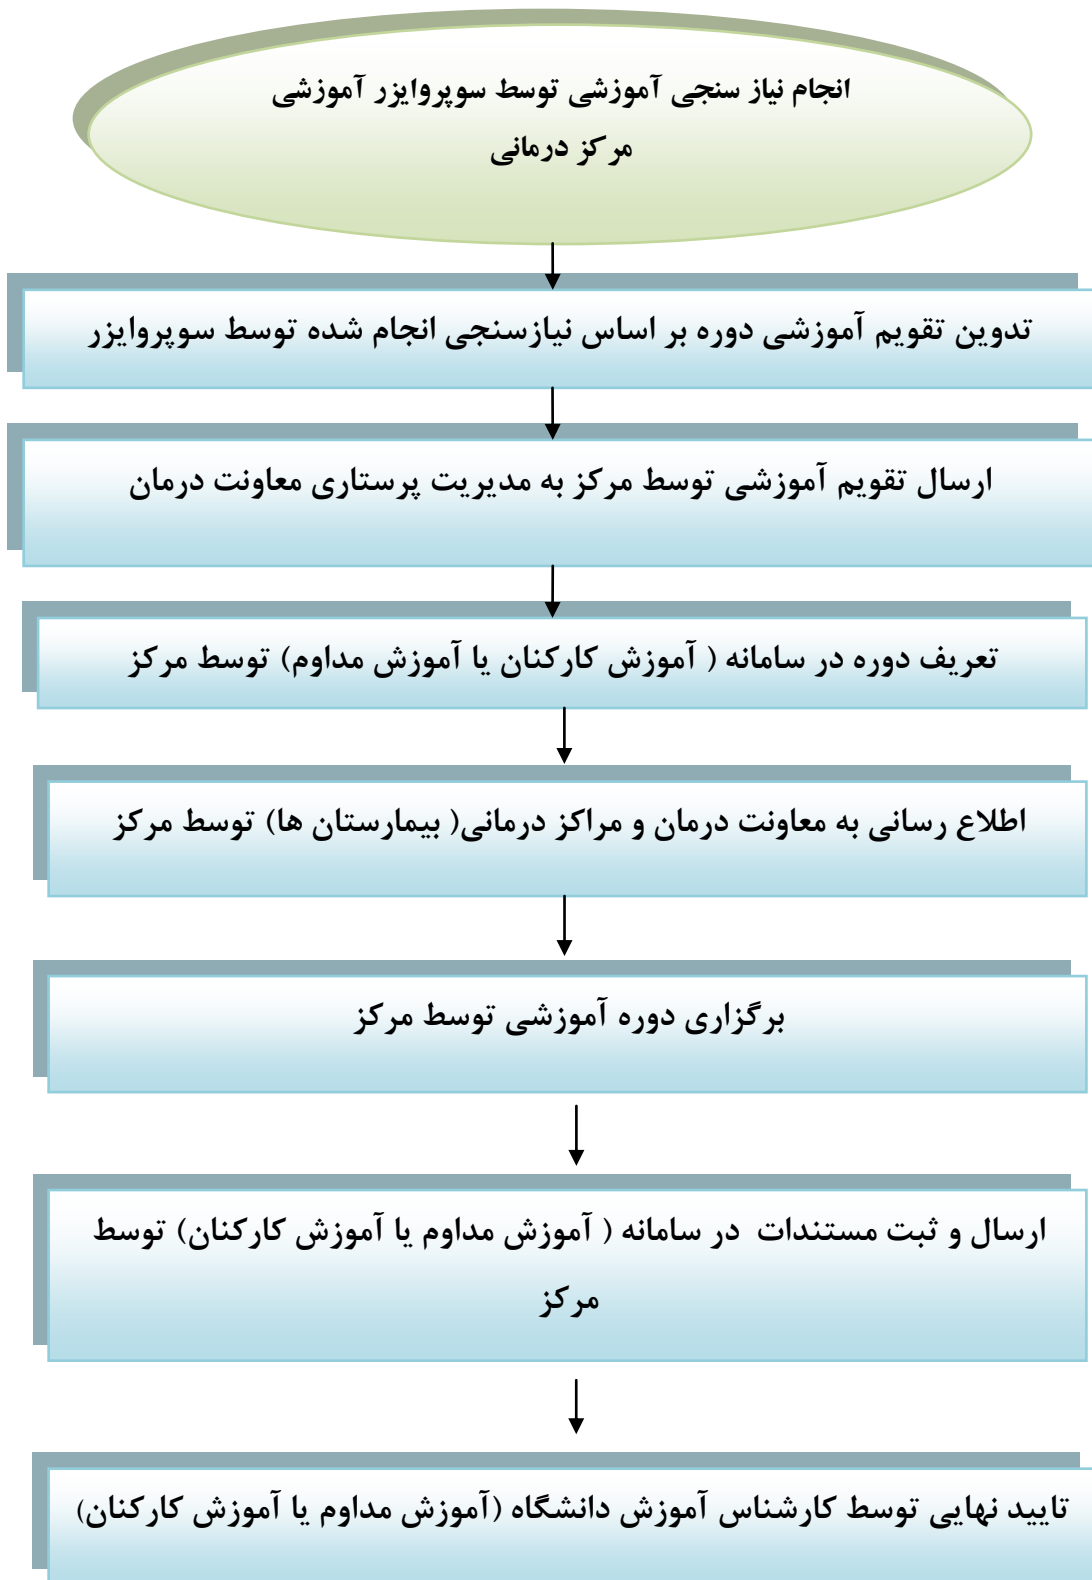 انجام نیاز سنجی آموزشی توسط سوپروایزر آموزشی
مرکز درمانی
تدوین تقویم آموزشی دوره بر اساس نیازسنجی انجام شده توسط سوپروایزر
ارسال تقویم آموزشی توسط مرکز به مدیریت پرستاری معاونت درمان
تعریف دوره در سامانه ( آموزش کارکنان یا آموزش مداوم) توسط مرکز
اطلاع رسانی به معاونت درمان و مراکز درمانی( بیمارستان ها) توسط مرکز
برگزاری دوره آموزشی توسط مرکز
ارسال و ثبت مستندات در سامانه ( آموزش مداوم یا آموزش کارکنان) توسط
مرکز
تایید نهایی توسط کارشناس آموزش دانشگاه (آموزش مداوم یا آموزش کارکنان)